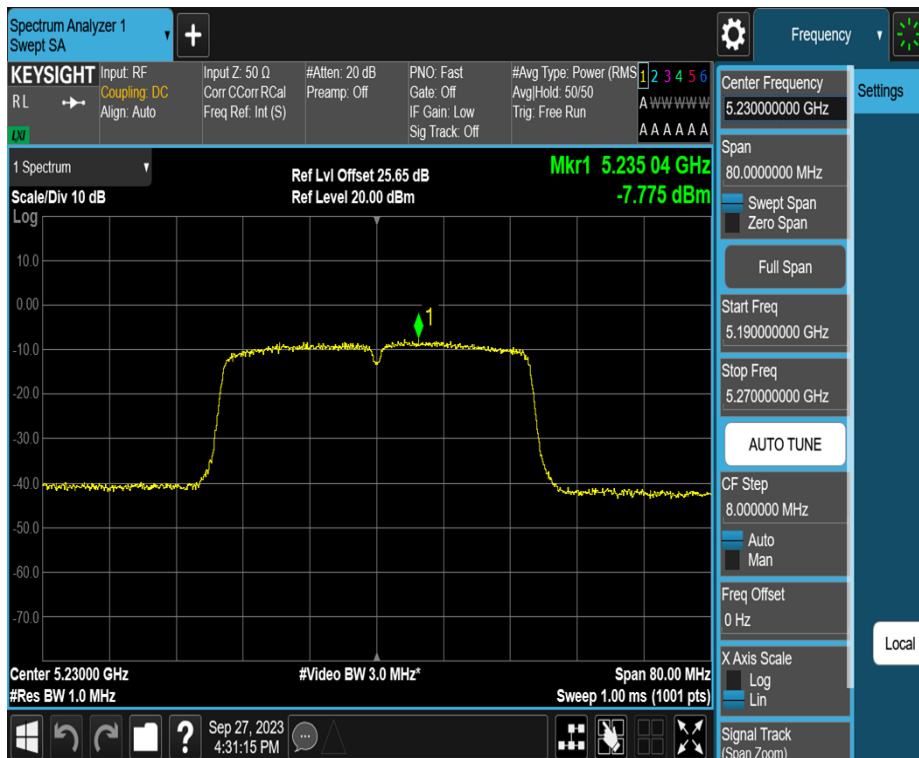 Spectrum Analyzer 1
Swept SA
+
Frequency
KEYSIGHT
RL
LXI
Input: RF
Coupling: DC
Align: Auto
Input Z: 50 Ω
Corr CCorr RCal
Freq Ref: Int (S)
#Atten: 20 dB
Preamp: Off
PNO: Fast
Gate: Off
IF Gain: Low
Sig Track: Off
#Avg Type: Power (RMS
Avg|Hold: 50/50
Trig: Free Run
1 2 3 4 5 6
A W W W W W
A A A A A A
1 Spectrum
Scale/Div 10 dB
Log
Ref Lvl Offset 25.65 dB
Ref Level 20.00 dBm
Mkr1 5.235 04 GHz
-7.775 dBm
10.0
0.00
-10.0
-20.0
-30.0
-40.0
-50.0
-60.0
-70.0
1
Center 5.23000 GHz
#Res BW 1.0 MHz
#Video BW 3.0 MHz*
Span 80.00 MHz
Sweep 1.00 ms (1001 pts)
?
Sep 27, 2023
4:31:15 PM
Center Frequency
5.230000000 GHz
Span
80.0000000 MHz
Swept Span
Zero Span
Full Span
Start Freq
5.190000000 GHz
Stop Freq
5.270000000 GHz
AUTO TUNE
CF Step
8.000000 MHz
Auto
Man
Freq Offset
0 Hz
X Axis Scale
Log
Lin
Signal Track
(Span Zoom)
Settings
Local